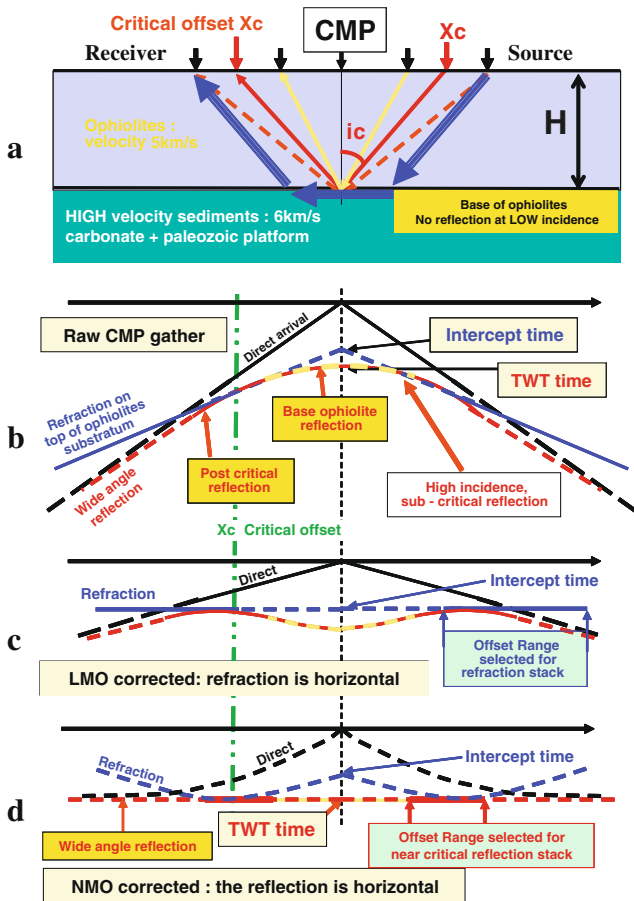 Critical offset Xc
CMP
Xc
Receiver
Source
a
Ophiolites :
velocity 5km/s
ic
H
HIGH velocity sediments : 6km/s
carbonate + paleozoic platform
Base of ophiolites
No reflection at LOW incidence
b
Raw CMP gather
Direct arrival
Intercept time
TWT time
Refraction on
top of ophiolites
substratum
Base ophiolite
reflection
Wide angle
reflection
Post critical
reflection
High incidence,
sub - critical reflection
Xc Critical offset
c
Direct
Refraction
Intercept time
Offset Range
selected for
refraction stack
LMO corrected: refraction is horizontal
d
Direct
Refraction
Intercept time
TWT time
Wide angle reflection
Offset Range selected for
near critical reflection stack
NMO corrected : the reflection is horizontal